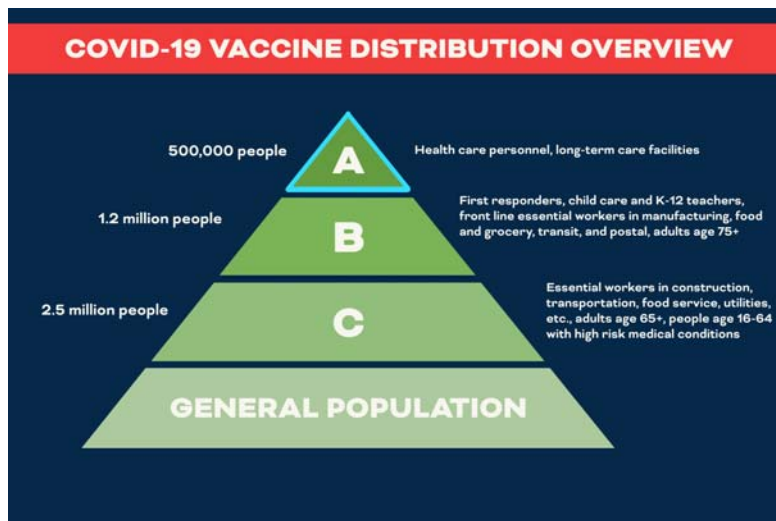 COVID-19 VACCINE DISTRIBUTION OVERVIEW
500,000 people
A
Health care personnel, long-term care facilities
1.2 million people
B
First responders, child care and K-12 teachers,
front line essential workers in manufacturing, food
and grocery, transit, and postal, adults age 75+
2.5 million people
C
Essential workers in construction,
transportation, food service, utilities,
etc., adults age 65+, people age 16-64
with high risk medical conditions
GENERAL POPULATION